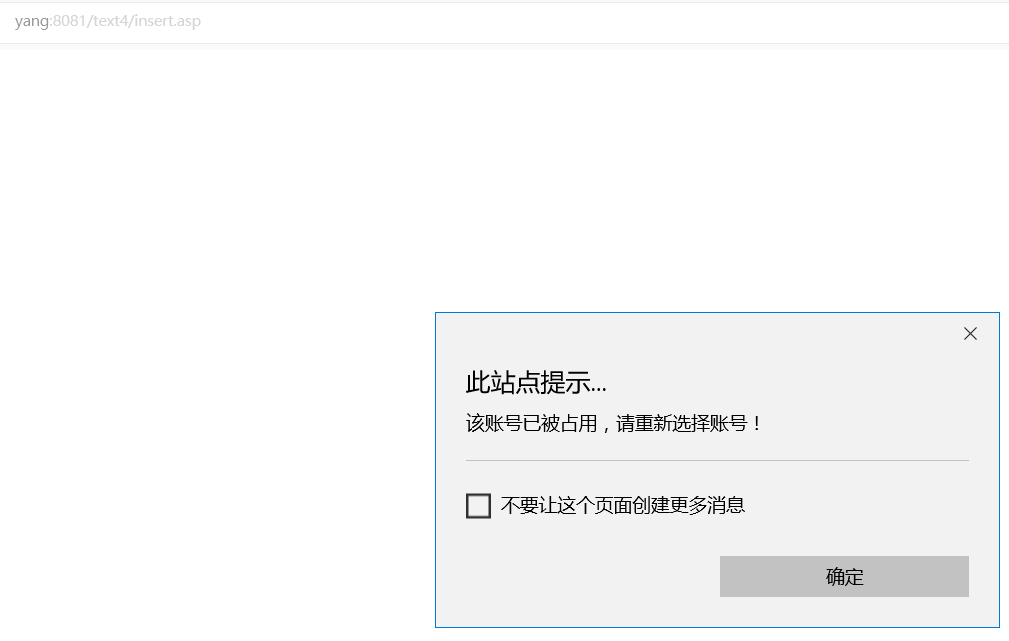 yang:8081/text4/insert.asp
此站点提示...
该账号已被占用，请重新选择账号！
不要让这个页面创建更多消息
确定